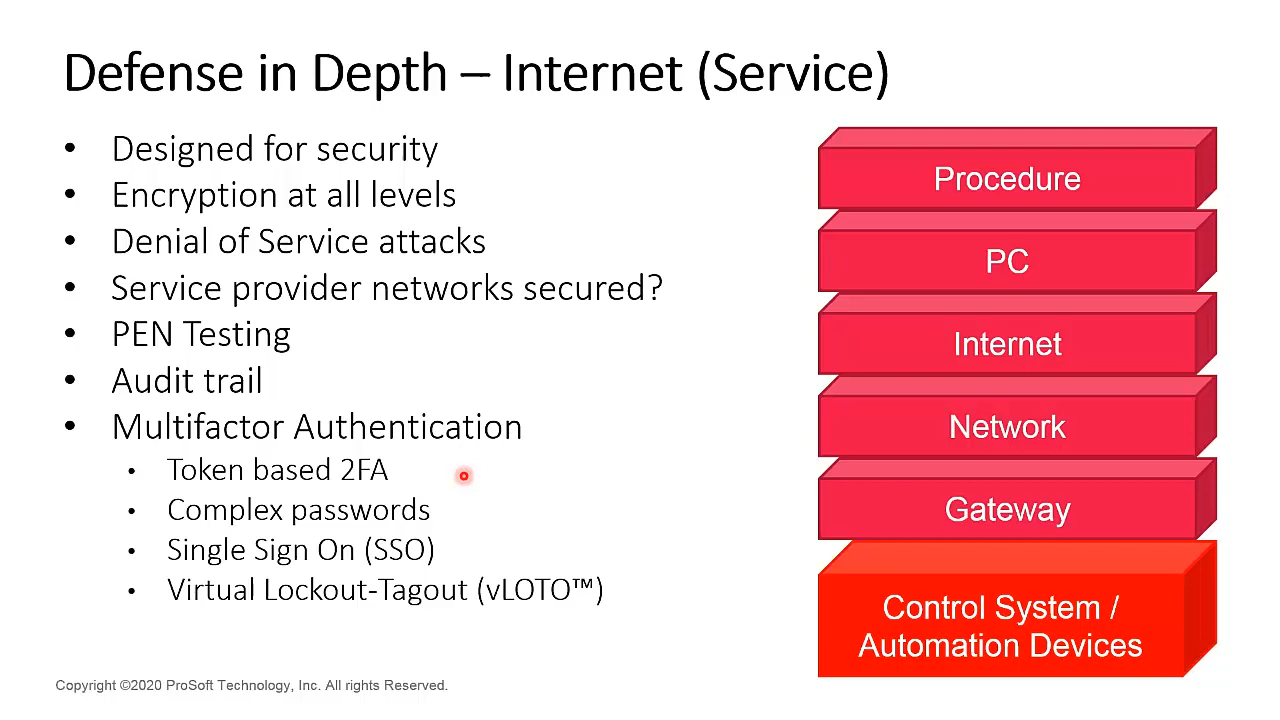 Defense in Depth – Internet (Service)
• Designed for security
• Encryption at all levels
• Denial of Service attacks
• Service provider networks secured?
• PEN Testing
• Audit trail
• Multifactor Authentication
• Token based 2FA
• Complex passwords
• Single Sign On (SSO)
• Virtual Lockout-Tagout (vLOTO™)
Procedure
PC
Internet
Network
Gateway
Control System /
Automation Devices
Copyright ©2020 ProSoft Technology, Inc. All rights Reserved.